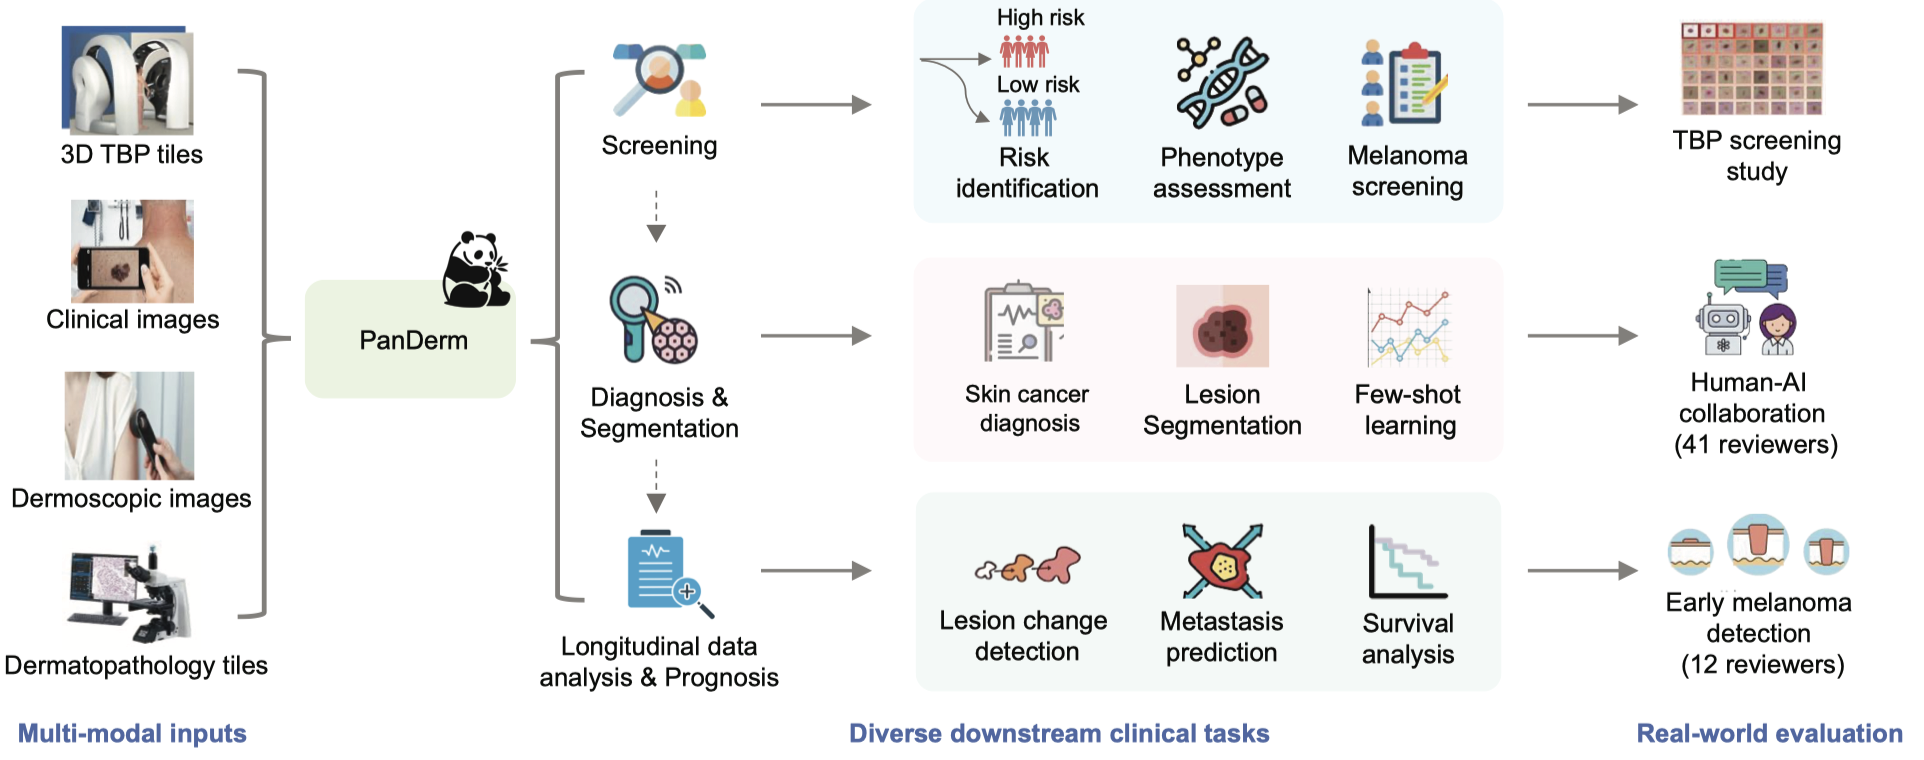 3D TBP tiles
Clinical images
Dermoscopic images
Dermatopathology tiles
Multi-modal inputs
PanDerm
Screening
Diagnosis &
Segmentation
Longitudinal data
analysis & Prognosis
High risk
Low risk
Risk
identification
Phenotype
assessment
Melanoma
screening
Skin cancer
diagnosis
Lesion
Segmentation
Few-shot
learning
Lesion change
detection
Metastasis
prediction
Survival
analysis
Diverse downstream clinical tasks
TBP screening
study
Human-AI
collaboration
(41 reviewers)
Early melanoma
detection
(12 reviewers)
Real-world evaluation